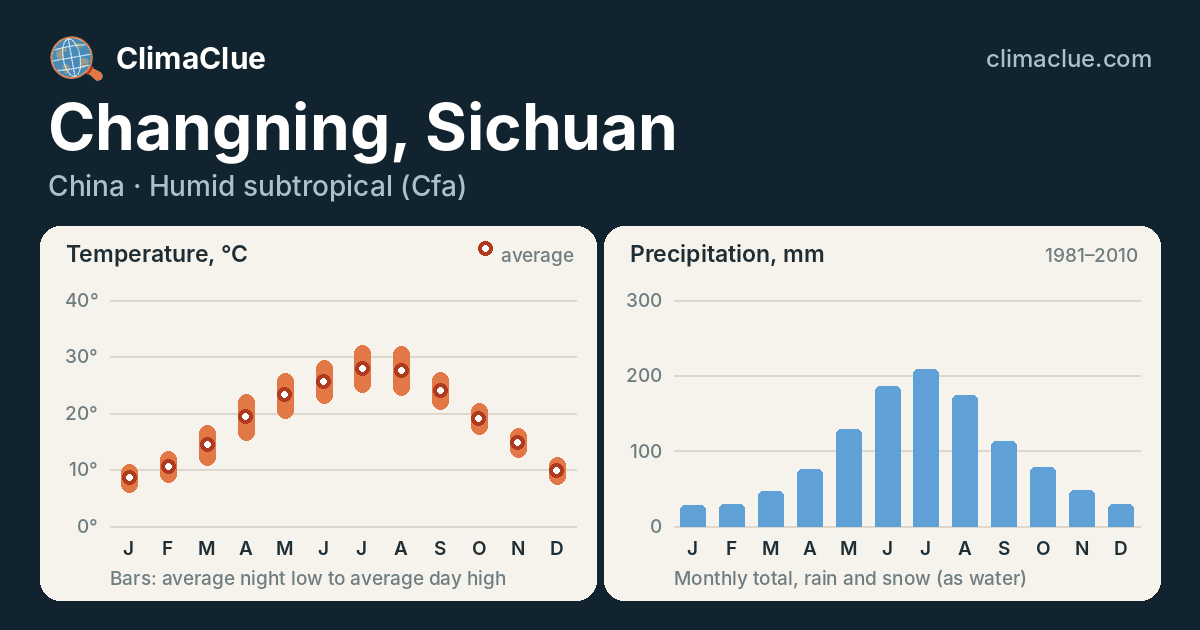 ClimaClue
climaclue.com
Changning, Sichuan
China · Humid subtropical (Cfa)
Temperature, °C
average
40°
30°
20°
10°
0°
J F M A M J J A S O N D
Bars: average night low to average day high
Precipitation, mm
1981–2010
300
200
100
0
J F M A M J J A S O N D
Monthly total, rain and snow (as water)